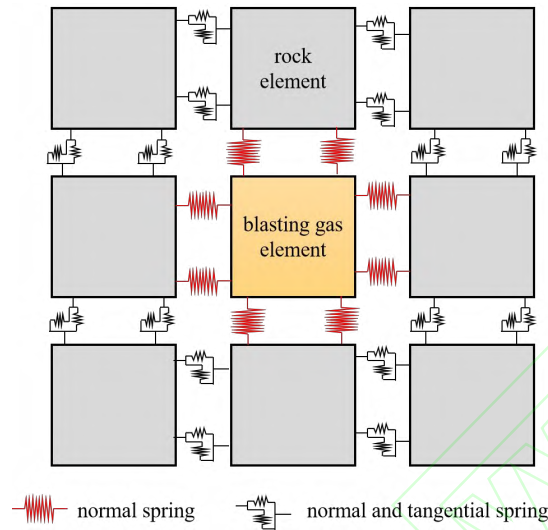 rock
element
blasting gas
element
normal spring
normal and tangential spring